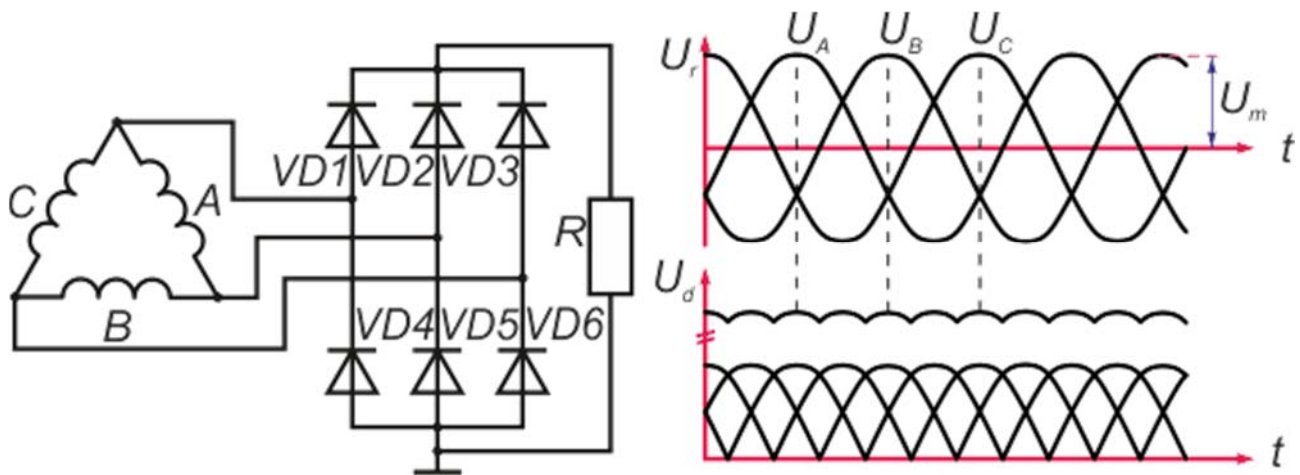 C
A
B
VD1 VD2 VD3
VD4 VD5 VD6
R
U_r
U_A
U_B
U_C
U_m
t
U_d
t